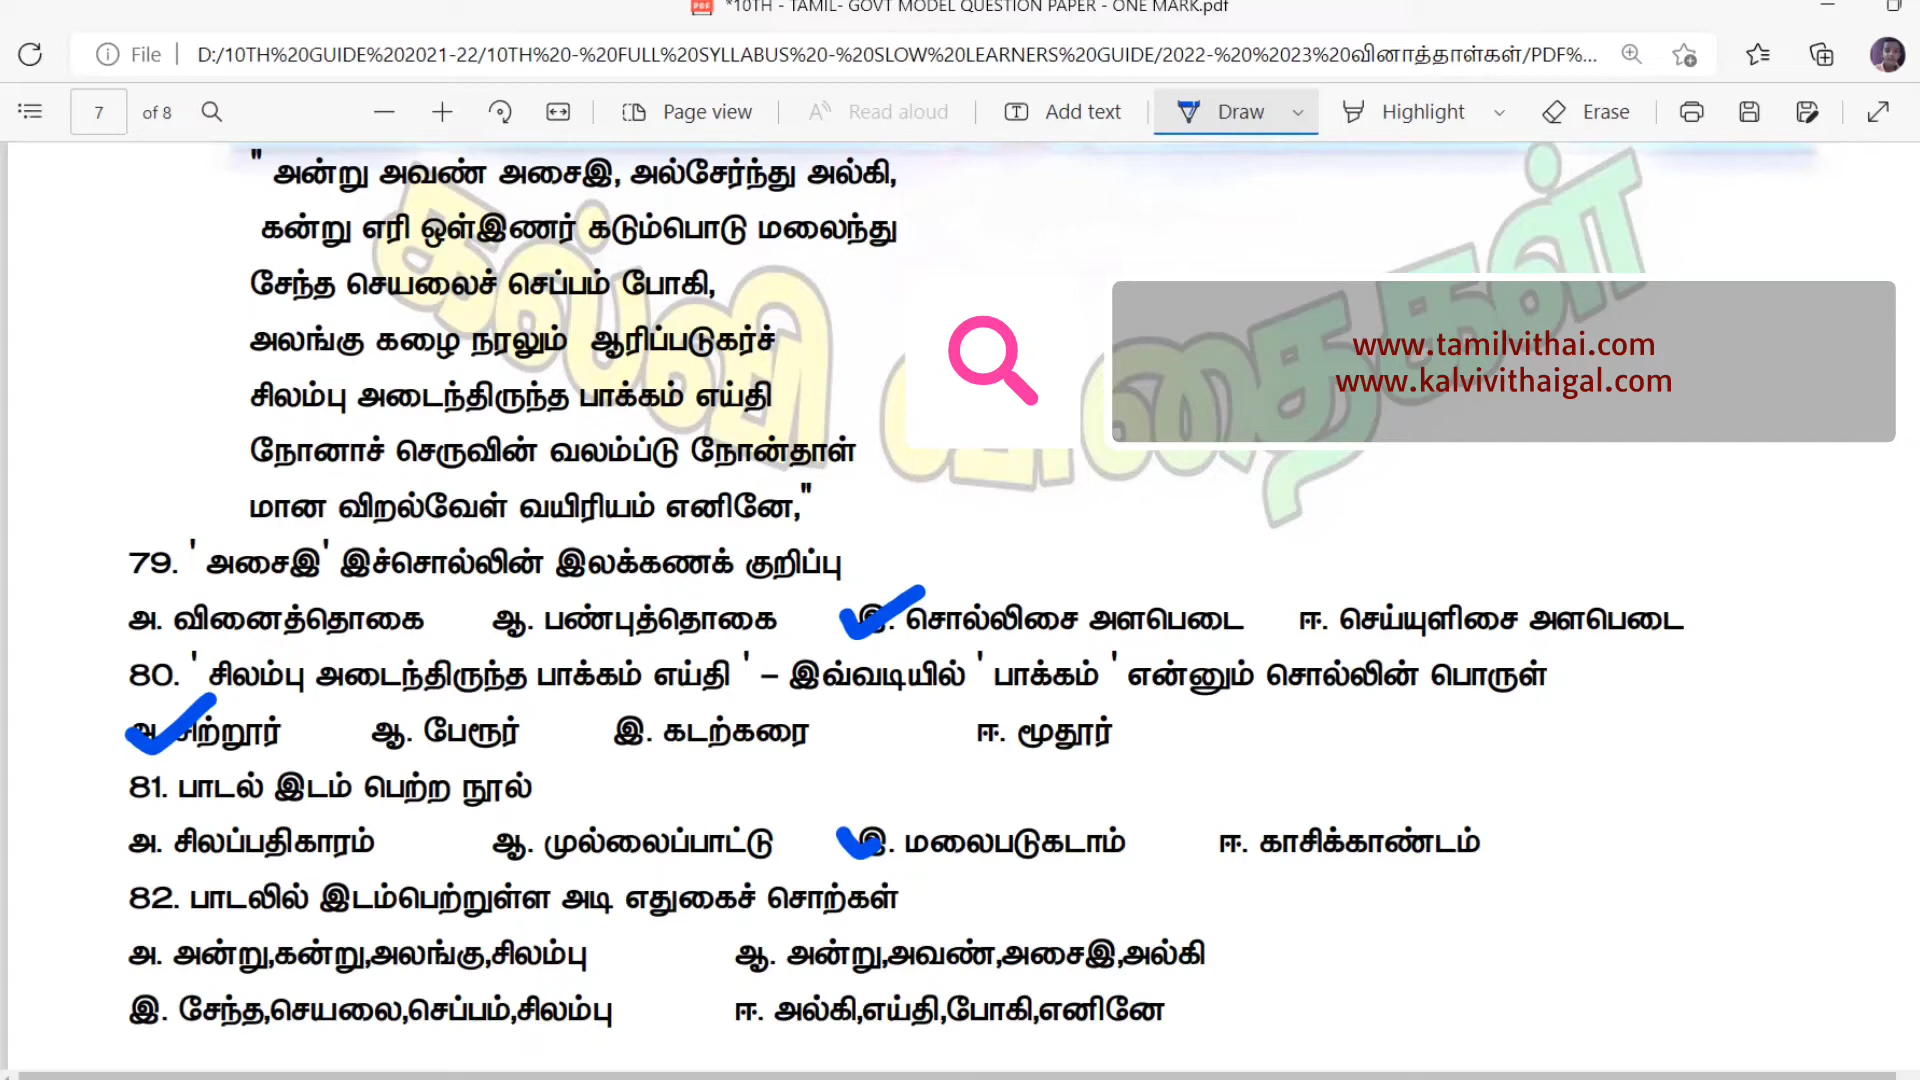 *10TH - TAMIL- GOVT MODEL QUESTION PAPER - ONE MARK.pdf
File D:/10TH%20GUIDE%202021-22/10TH%20-%20FULL%20SYLLABUS%20-%20SLOW%20LEARNERS%20GUIDE/2022-%20%202023%20வினாத்தாள்கள்/PDF%...
7 of 8 Page view Read aloud Add text Draw Highlight Erase
" அன்று அவண் அசைஇ, அல்சேர்ந்து அல்கி,
கன்று எரி ஒள்இணர் கடும்பொடு மலைந்து
சேந்த செயலைச் செப்பம் போகி,
அலங்கு கழை நரலும் ஆரிப்படுகர்ச்
சிலம்பு அடைந்திருந்த பாக்கம் எய்தி
நோனாச் செருவின் வலம்ப்டு நோன்தாள்
மான விறல்வேள் வயிரியம் எனினே,"
கல்வி விதைகள்
www.tamilvithai.com
www.kalvivithaigal.com
79. ' அசைஇ' இச்சொல்லின் இலக்கணக் குறிப்பு
அ. வினைத்தொகை ஆ. பண்புத்தொகை இ. சொல்லிசை அளபெடை ஈ. செய்யுளிசை அளபெடை
80. ' சிலம்பு அடைந்திருந்த பாக்கம் எய்தி ' – இவ்வடியில் ' பாக்கம் ' என்னும் சொல்லின் பொருள்
அ. சிற்றூர் ஆ. பேரூர் இ. கடற்கரை ஈ. மூதூர்
81. பாடல் இடம் பெற்ற நூல்
அ. சிலப்பதிகாரம் ஆ. முல்லைப்பாட்டு இ. மலைபடுகடாம் ஈ. காசிக்காண்டம்
82. பாடலில் இடம்பெற்றுள்ள அடி எதுகைச் சொற்கள்
அ. அன்று,கன்று,அலங்கு,சிலம்பு ஆ. அன்று,அவண்,அசைஇ,அல்கி
இ. சேந்த,செயலை,செப்பம்,சிலம்பு ஈ. அல்கி,எய்தி,போகி,எனினே